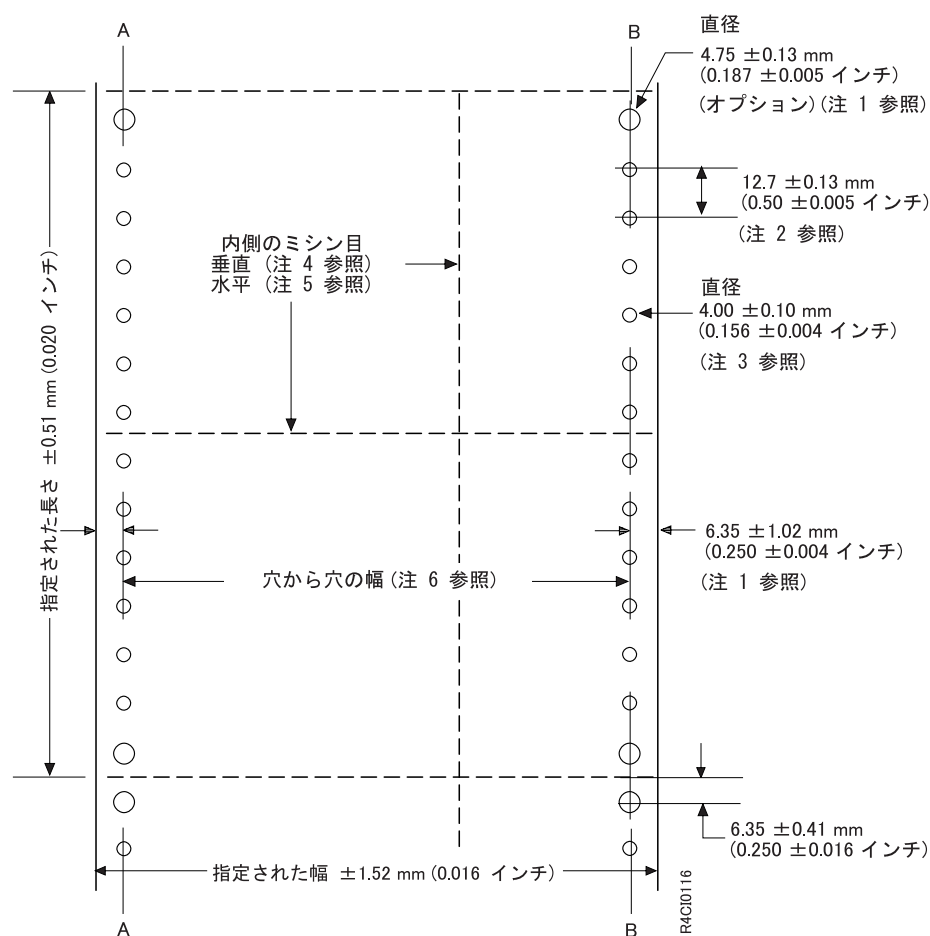 A
B
直径
4.75 ±0.13 mm
(0.187 ±0.005 インチ)
(オプション)(注 1 参照)
12.7 ±0.13 mm
(0.50 ±0.005 インチ)
(注 2 参照)
内側のミシン目
垂直 (注 4 参照)
水平 (注 5 参照)
直径
4.00 ±0.10 mm
(0.156 ±0.004 インチ)
(注 3 参照)
指定された長さ ±0.51 mm (0.020 インチ)
6.35 ±1.02 mm
(0.250 ±0.004 インチ)
(注 1 参照)
穴から穴の幅 (注 6 参照)
6.35 ±0.41 mm
(0.250 ±0.016 インチ)
指定された幅 ±1.52 mm (0.016 インチ)
R4CI0116
A
B